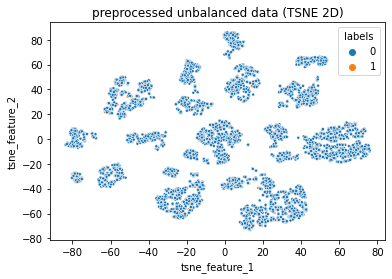 preprocessed unbalanced data (TSNE 2D)
labels
0
1
80
60
40
20
0
−20
−40
−60
−80
tsne_feature_2
−80 −60 −40 −20 0 20 40 60 80
tsne_feature_1